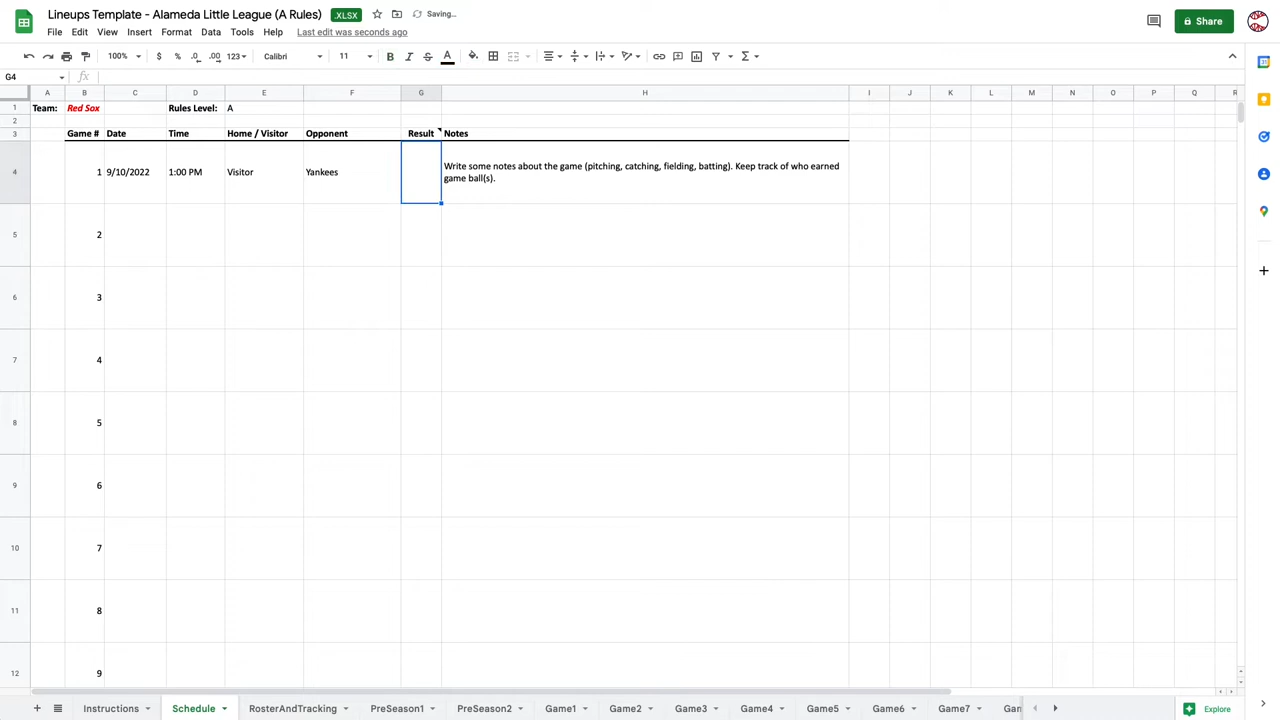 Lineups Template - Alameda Little League (A Rules) .XLSX Saving...
Share
File Edit View Insert Format Data Tools Help Last edit was seconds ago
100% $ % .0 .00 123 Calibri 11 B I S A Σ
G4 fx
A B C D E F G H I J K L M N O P Q R
1 Team: Red Sox Rules Level: A
2
3 Game # Date Time Home / Visitor Opponent Result Notes
4 1 9/10/2022 1:00 PM Visitor Yankees Write some notes about the game (pitching, catching, fielding, batting). Keep track of who earned
game ball(s).
5 2
6 3
7 4
8 5
9 6
10 7
11 8
12 9
+ Instructions Schedule RosterAndTracking PreSeason1 PreSeason2 Game1 Game2 Game3 Game4 Game5 Game6 Game7 Gan Explore